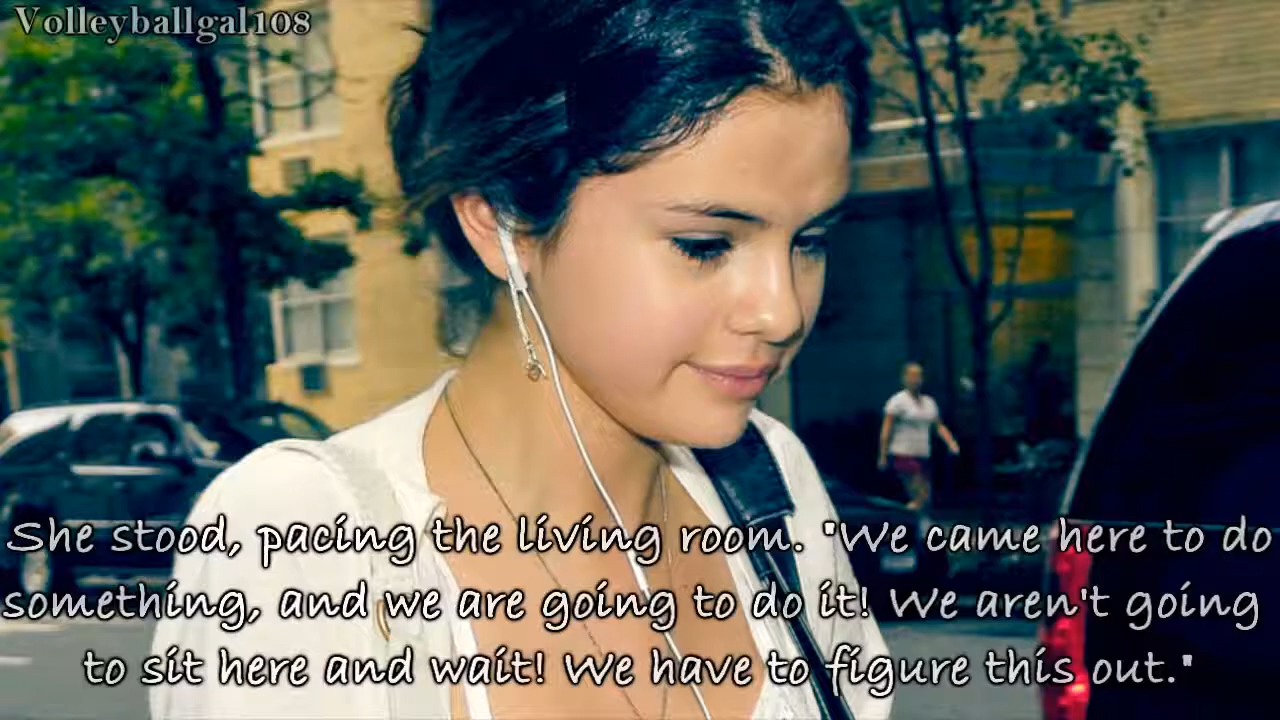 Volleyballgal108
She stood, pacing the living room. "We came here to do
something, and we are going to do it! We aren't going
to sit here and wait! We have to figure this out."